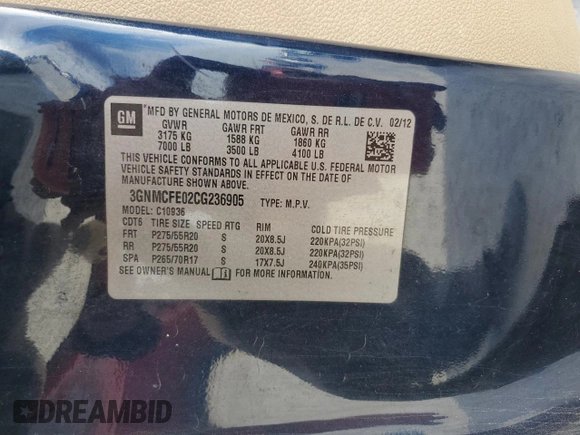 GM
*MFD BY GENERAL MOTORS DE MEXICO, S. DE R.L. DE C.V. 02/12
GVWR GAWR FRT GAWR RR
3175 KG 1588 KG 1860 KG
7000 LB 3500 LB 4100 LB
THIS VEHICLE CONFORMS TO ALL APPLICABLE U.S. FEDERAL MOTOR
VEHICLE SAFETY STANDARDS IN EFFECT ON THE DATE OF
MANUFACTURE SHOWN ABOVE.
3GNMCFE02CG236905 TYPE: M.P.V.
C10936
CDT6 TIRE SIZE SPEED RTG RIM COLD TIRE PRESSURE
FRT P275/55R20 S 20X8.5J 220KPA(32PSI)
RR P275/55R20 S 20X8.5J 220KPA(32PSI)
SPA P265/70R17 S 17X7.5J 240KPA(35PSI)
SEE OWNER'S MANUAL FOR MORE INFORMATION.
DREAMBID